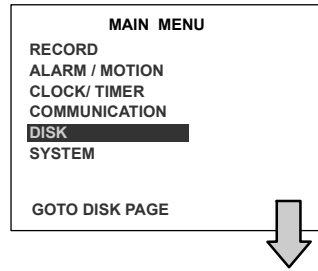 MAIN MENU
RECORD
ALARM / MOTION
CLOCK/ TIMER
COMMUNICATION
DISK
SYSTEM
GOTO DISK PAGE